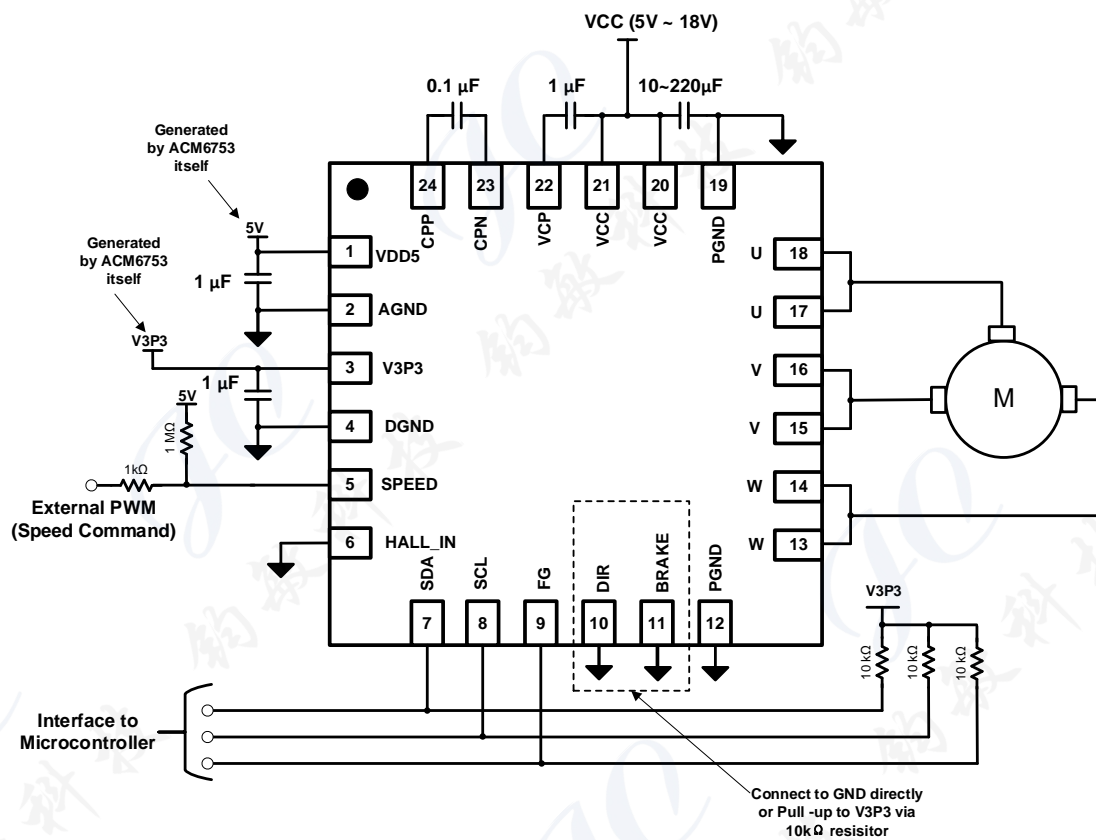 VCC (5V ~ 18V)
0.1 µF
1 µF
10~220µF
Generated
by ACM6753
itself
24
23
22
21
20
19
CPP
CPN
VCP
VCC
VCC
PGND
5V
1
VDD5
Generated
by ACM6753
itself
1 µF
2
AGND
V3P3
3
V3P3
1 µF
5V
1 MΩ
4
DGND
1kΩ
5
SPEED
External PWM
(Speed Command)
6
HALL_IN
U
18
U
17
V
16
V
15
W
14
W
13
M
SDA
SCL
FG
DIR
BRAKE
PGND
7
8
9
10
11
12
V3P3
10 kΩ
10 kΩ
10 kΩ
Interface to
Microcontroller
Connect to GND directly
or Pull -up to V3P3 via
10kΩ resisitor